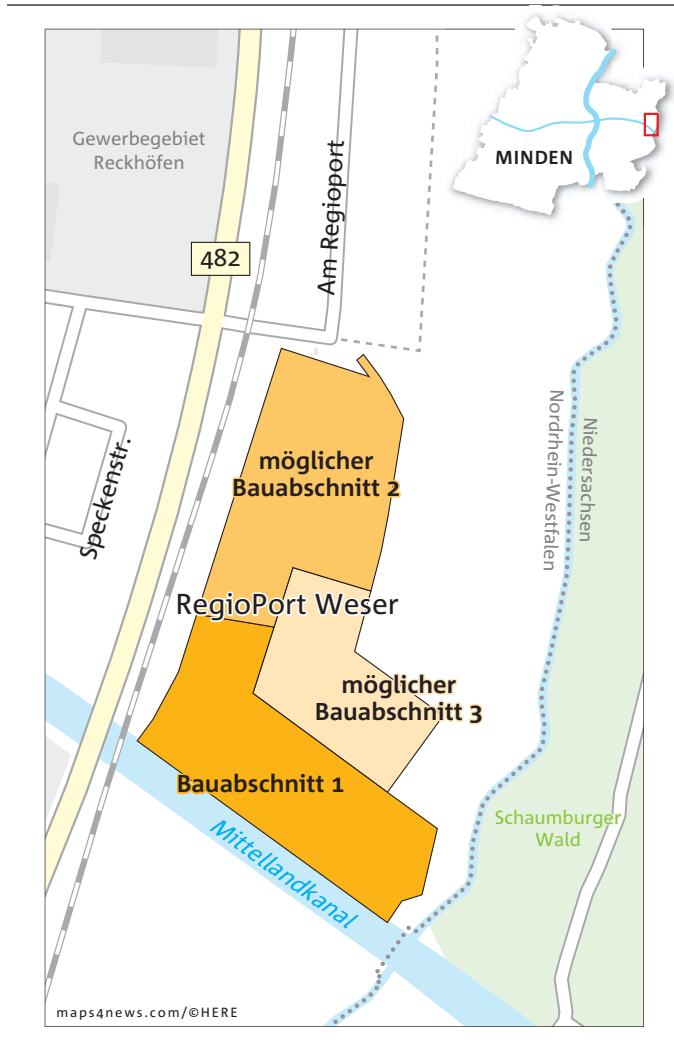 Gewerbegebiet
Reckhöfen
MINDEN
482
Am Regioport
Speckenstr.
möglicher
Bauabschnitt 2
Niedersachsen
Nordrhein-Westfalen
RegioPort Weser
möglicher
Bauabschnitt 3
Bauabschnitt 1
Schaumburger
Wald
Mittellandkanal
maps4news.com/©HERE